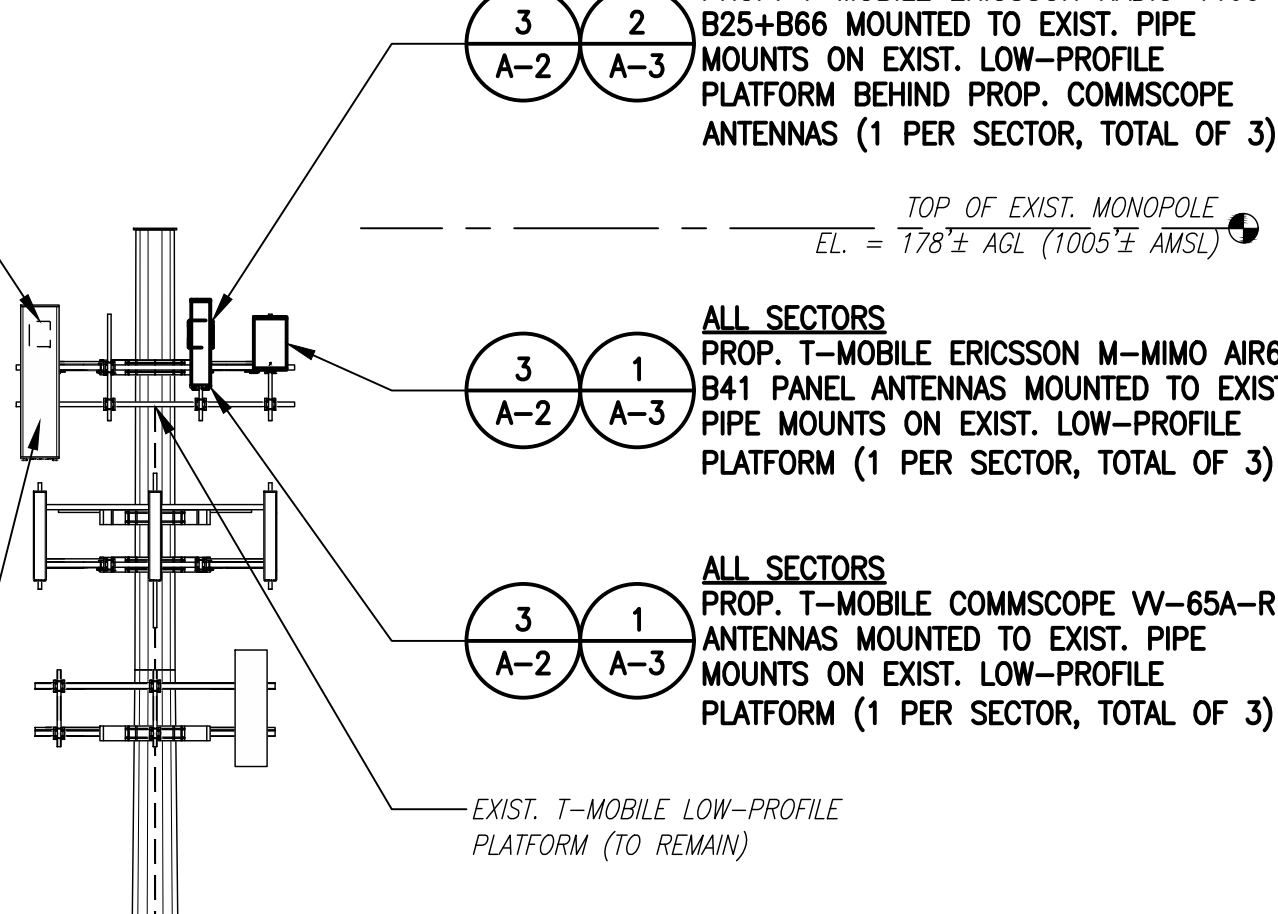 3 2
A-2 A-3
B25+B66 MOUNTED TO EXIST. PIPE
MOUNTS ON EXIST. LOW-PROFILE
PLATFORM BEHIND PROP. COMMSCOPE
ANTENNAS (1 PER SECTOR, TOTAL OF 3)
TOP OF EXIST. MONOPOLE
EL. = 178'± AGL (1005'± AMSL)
3 1
A-2 A-3
ALL SECTORS
PROP. T-MOBILE ERICSSON M-MIMO AIR6
B41 PANEL ANTENNAS MOUNTED TO EXIST
PIPE MOUNTS ON EXIST. LOW-PROFILE
PLATFORM (1 PER SECTOR, TOTAL OF 3)
3 1
A-2 A-3
ALL SECTORS
PROP. T-MOBILE COMMSCOPE VV-65A-R
ANTENNAS MOUNTED TO EXIST. PIPE
MOUNTS ON EXIST. LOW-PROFILE
PLATFORM (1 PER SECTOR, TOTAL OF 3)
EXIST. T-MOBILE LOW-PROFILE
PLATFORM (TO REMAIN)